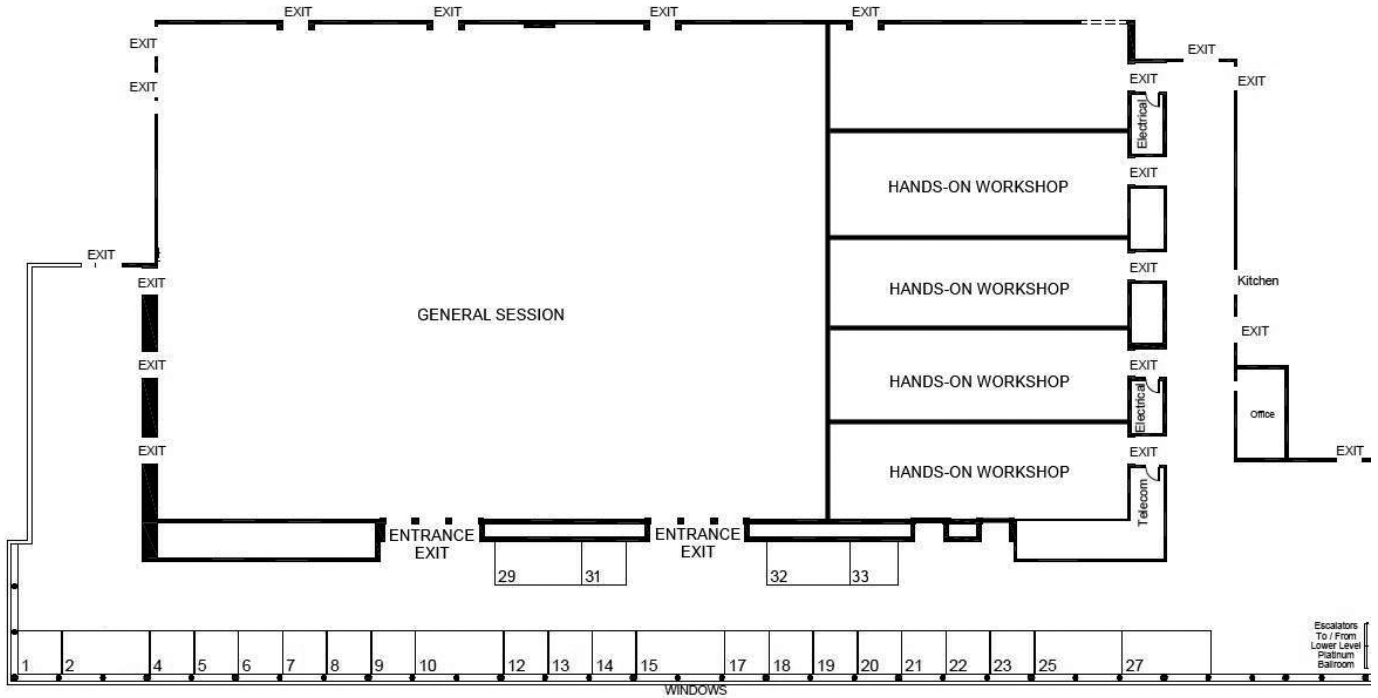 EXIT
EXIT
EXIT
EXIT
EXIT
EXIT
EXIT
EXIT
EXIT
EXIT
Electrical
EXIT
HANDS-ON WORKSHOP
EXIT
EXIT
Kitchen
EXIT
HANDS-ON WORKSHOP
GENERAL SESSION
EXIT
EXIT
EXIT
HANDS-ON WORKSHOP
Electrical
Office
EXIT
EXIT
EXIT
HANDS-ON WORKSHOP
Telecom
ENTRANCE
EXIT
ENTRANCE
EXIT
29
31
32
33
Escalators
To / From
Lower Level
Platinum
Ballroom
1
2
4
5
6
7
8
9
10
12
13
14
15
17
18
19
20
21
22
23
25
27
WINDOWS